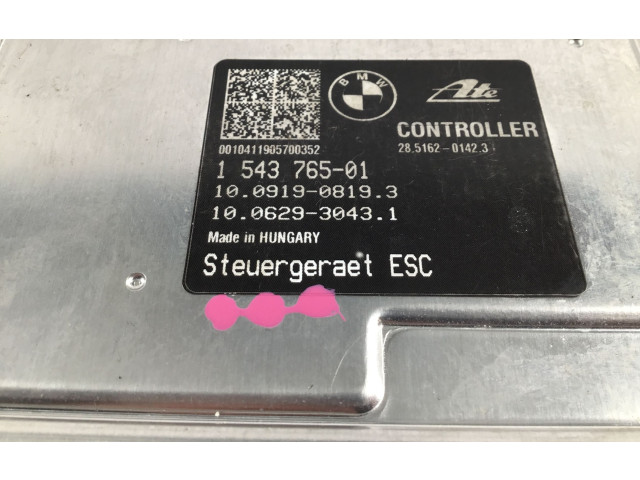 BMW
Ate
CONTROLLER
28.5162-0142.3
0010411905700352
1 543 765-01
10.0919-0819.3
10.0629-3043.1
Made in HUNGARY
Steuergeraet ESC